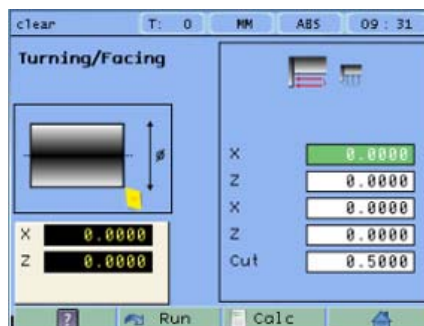 clear T: 0 MM ABS 09 : 31
Turning/Facing
ø
X 0.0000
Z 0.0000
X 0.0000
Z 0.0000
X 0.0000
Z 0.0000
Cut 0.5000
? Run Calc